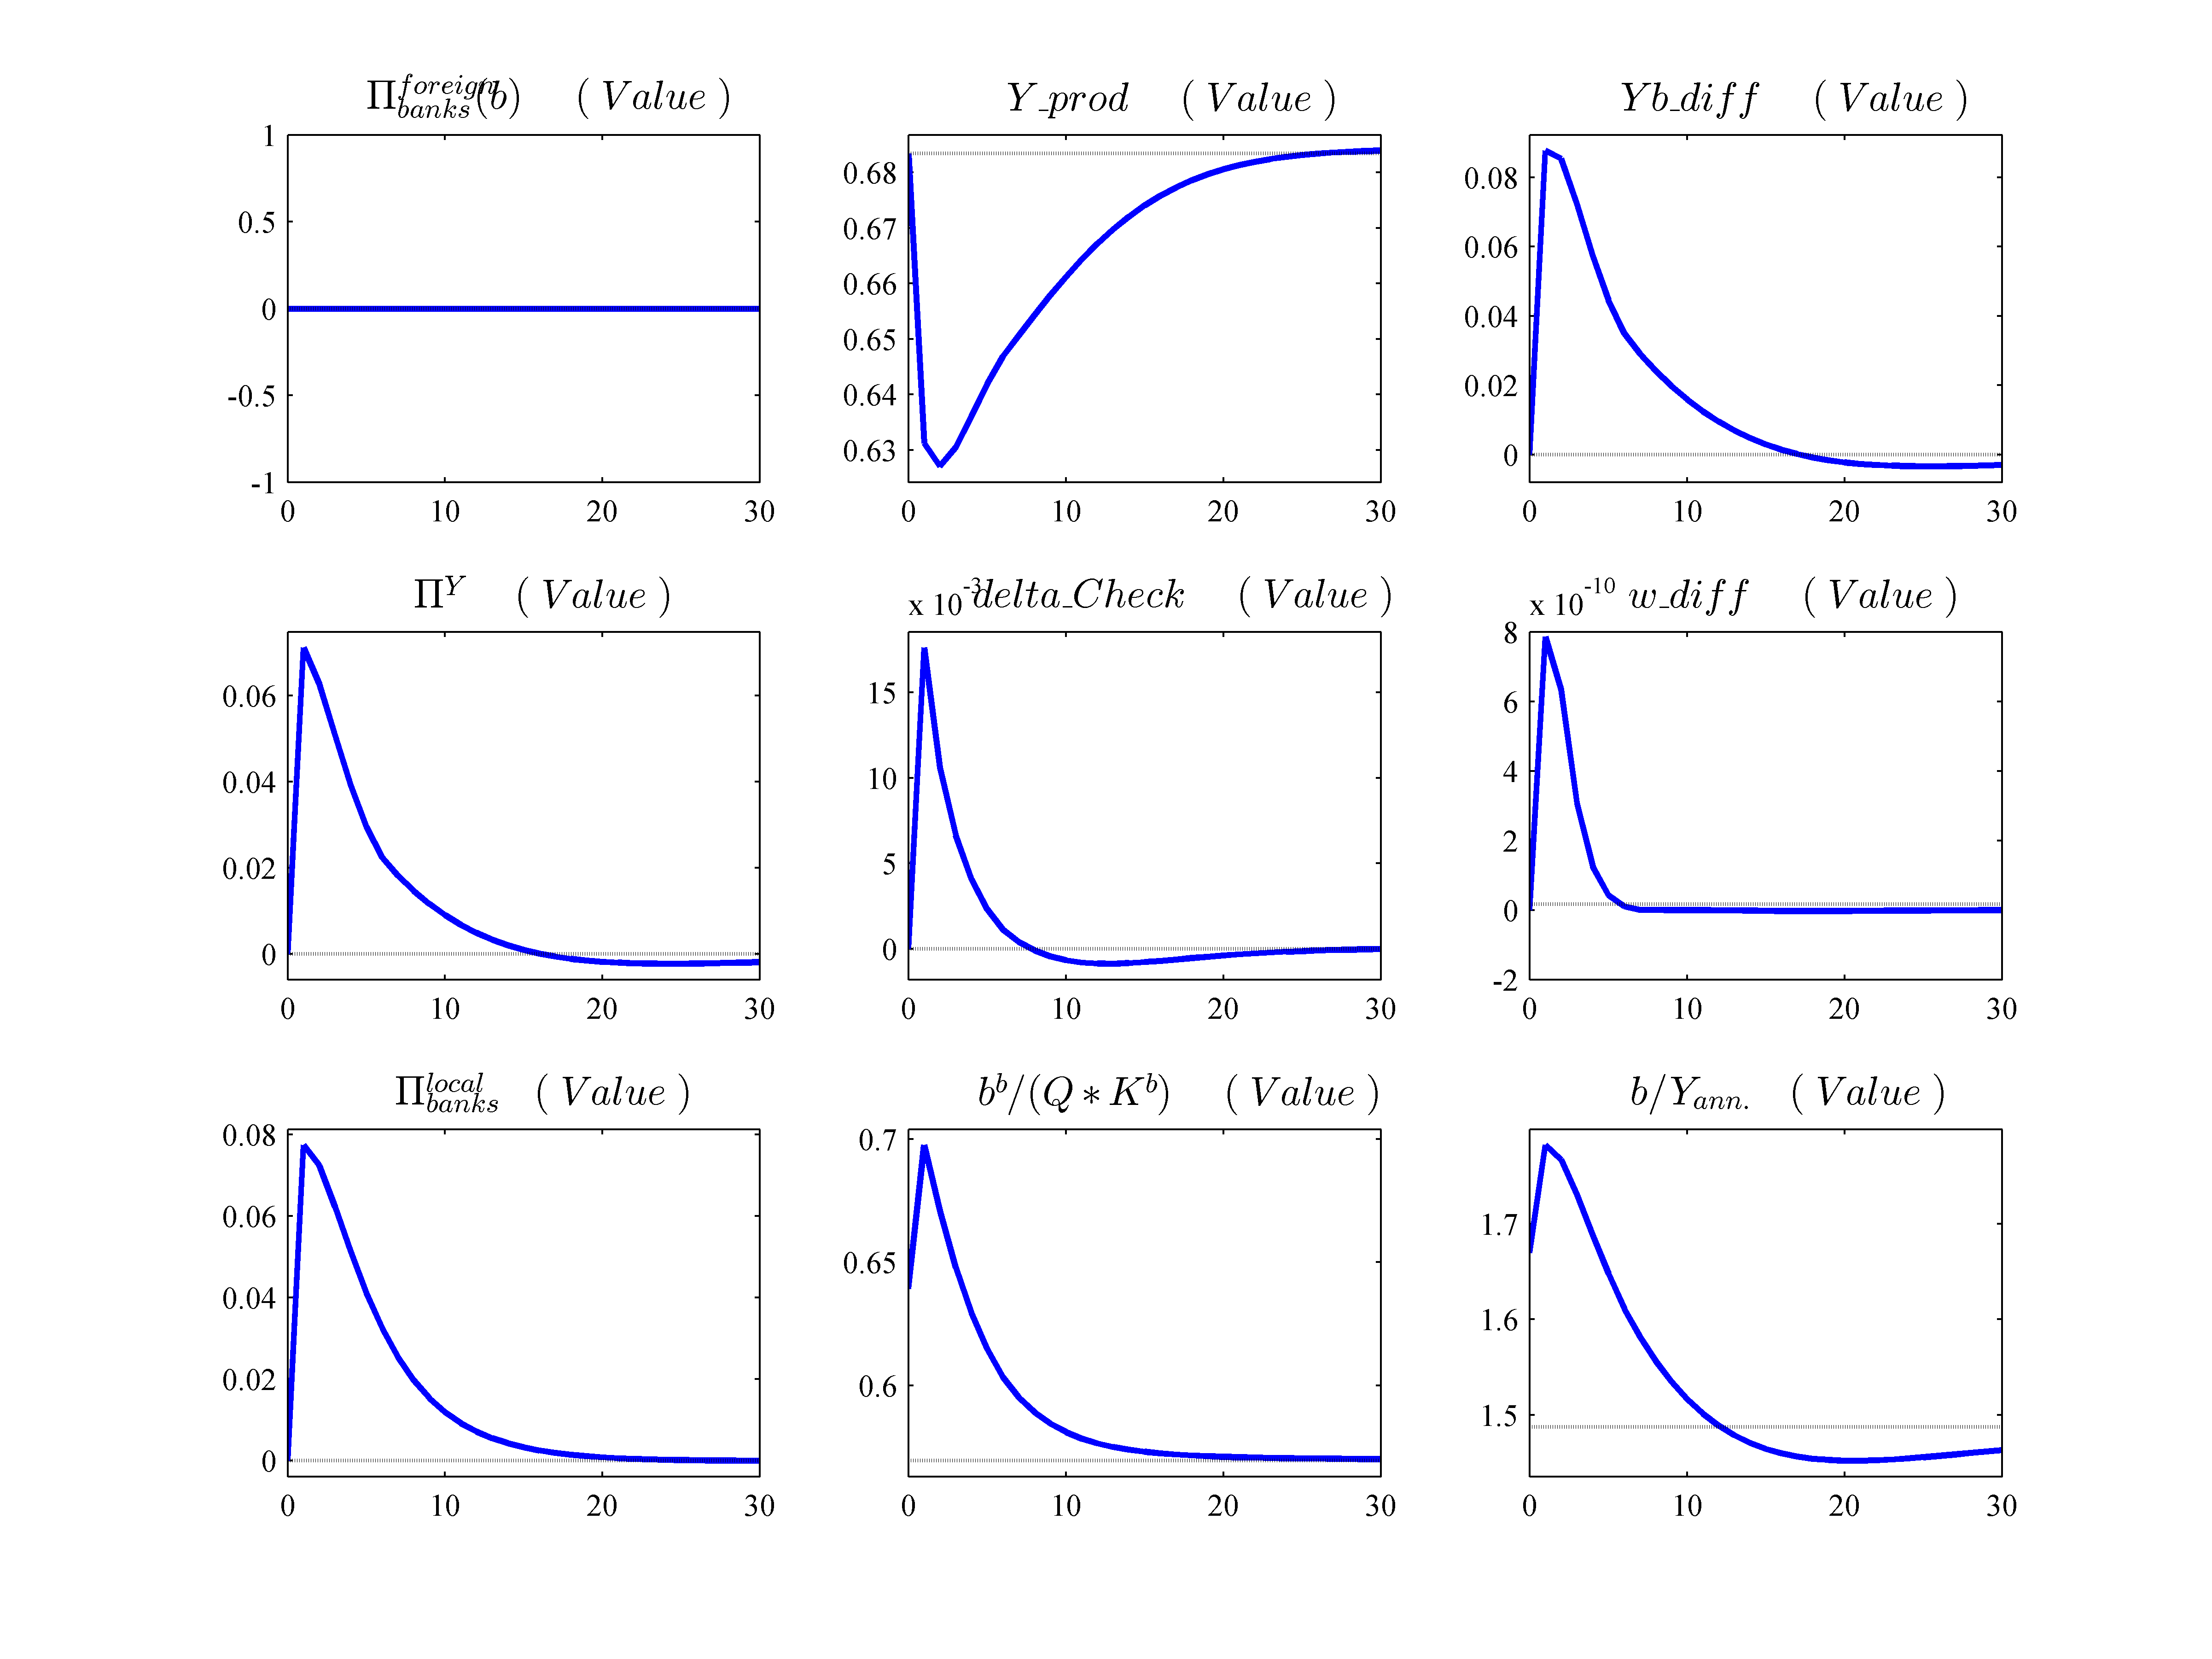 Π^{foreign}_{banks}(b) ( Value )
1
0.5
0
-0.5
-1
0 10 20 30
Y_prod ( Value )
0.68
0.67
0.66
0.65
0.64
0.63
0 10 20 30
Yb_diff ( Value )
0.08
0.06
0.04
0.02
0
0 10 20 30
Π^Y ( Value )
0.06
0.04
0.02
0
0 10 20 30
x 10^{-3} delta_Check ( Value )
15
10
5
0
0 10 20 30
x 10^{-10} w_diff ( Value )
8
6
4
2
0
-2
0 10 20 30
Π^{local}_{banks} ( Value )
0.08
0.06
0.04
0.02
0
0 10 20 30
b^b/(Q * K^b) ( Value )
0.7
0.65
0.6
0 10 20 30
b/Y_{ann.} ( Value )
1.7
1.6
1.5
0 10 20 30